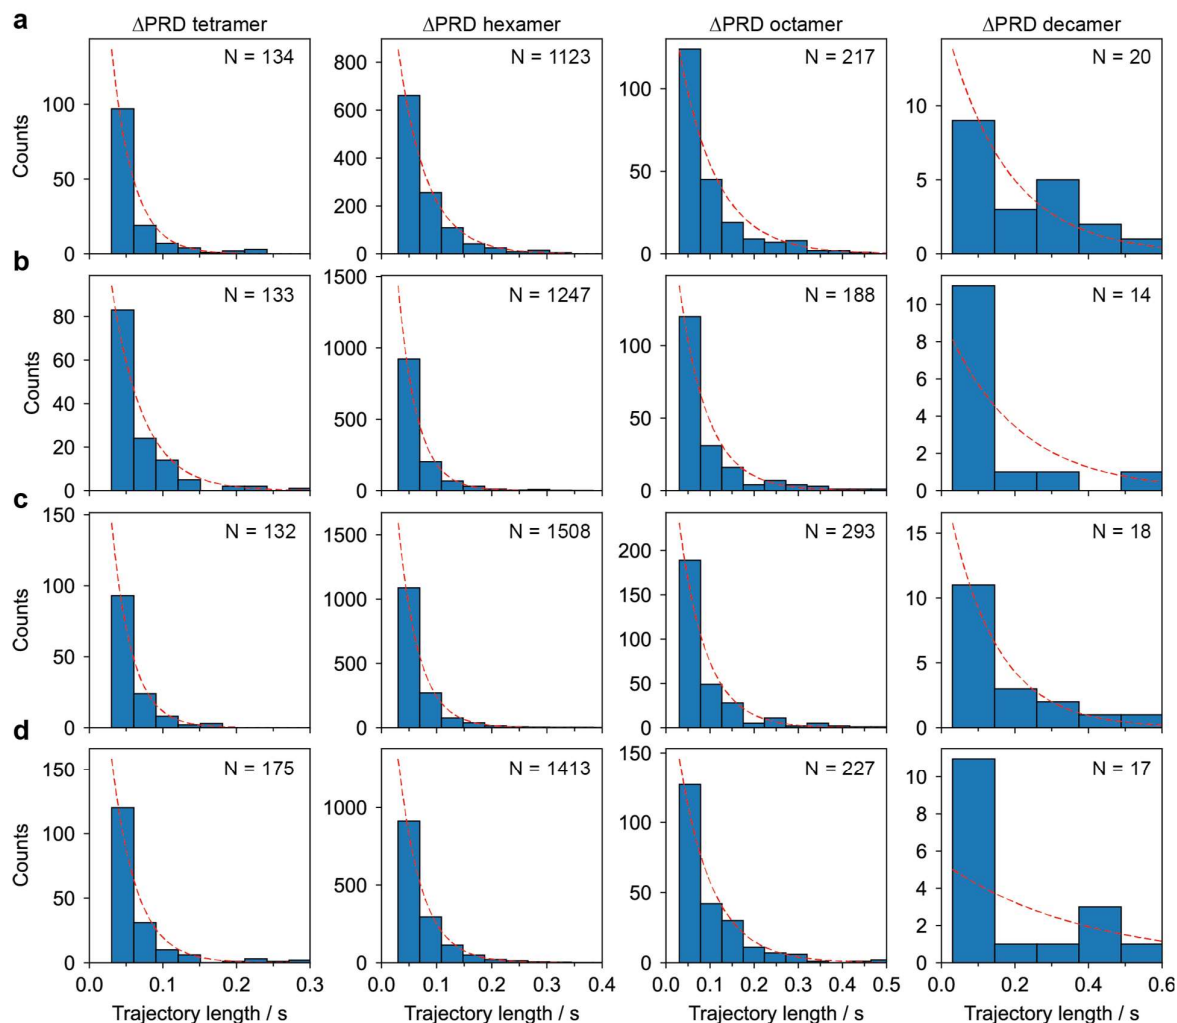 a
ΔPRD tetramer
ΔPRD hexamer
ΔPRD octamer
ΔPRD decamer
Counts
100
50
0
N = 134
800
600
400
200
0
N = 1123
100
50
0
N = 217
10
5
0
N = 20
b
Counts
80
60
40
20
0
N = 133
1500
1000
500
0
N = 1247
100
50
0
N = 188
10
8
6
4
2
0
N = 14
c
Counts
150
100
50
0
N = 132
1500
1000
500
0
N = 1508
200
150
100
50
0
N = 293
15
10
5
0
N = 18
d
Counts
150
100
50
0
N = 175
1000
500
0
N = 1413
150
100
50
0
N = 227
10
8
6
4
2
0
N = 17
0.0 0.1 0.2 0.3
0.0 0.1 0.2 0.3 0.4
0.0 0.1 0.2 0.3 0.4 0.5
0.0 0.2 0.4 0.6
Trajectory length / s
Trajectory length / s
Trajectory length / s
Trajectory length / s